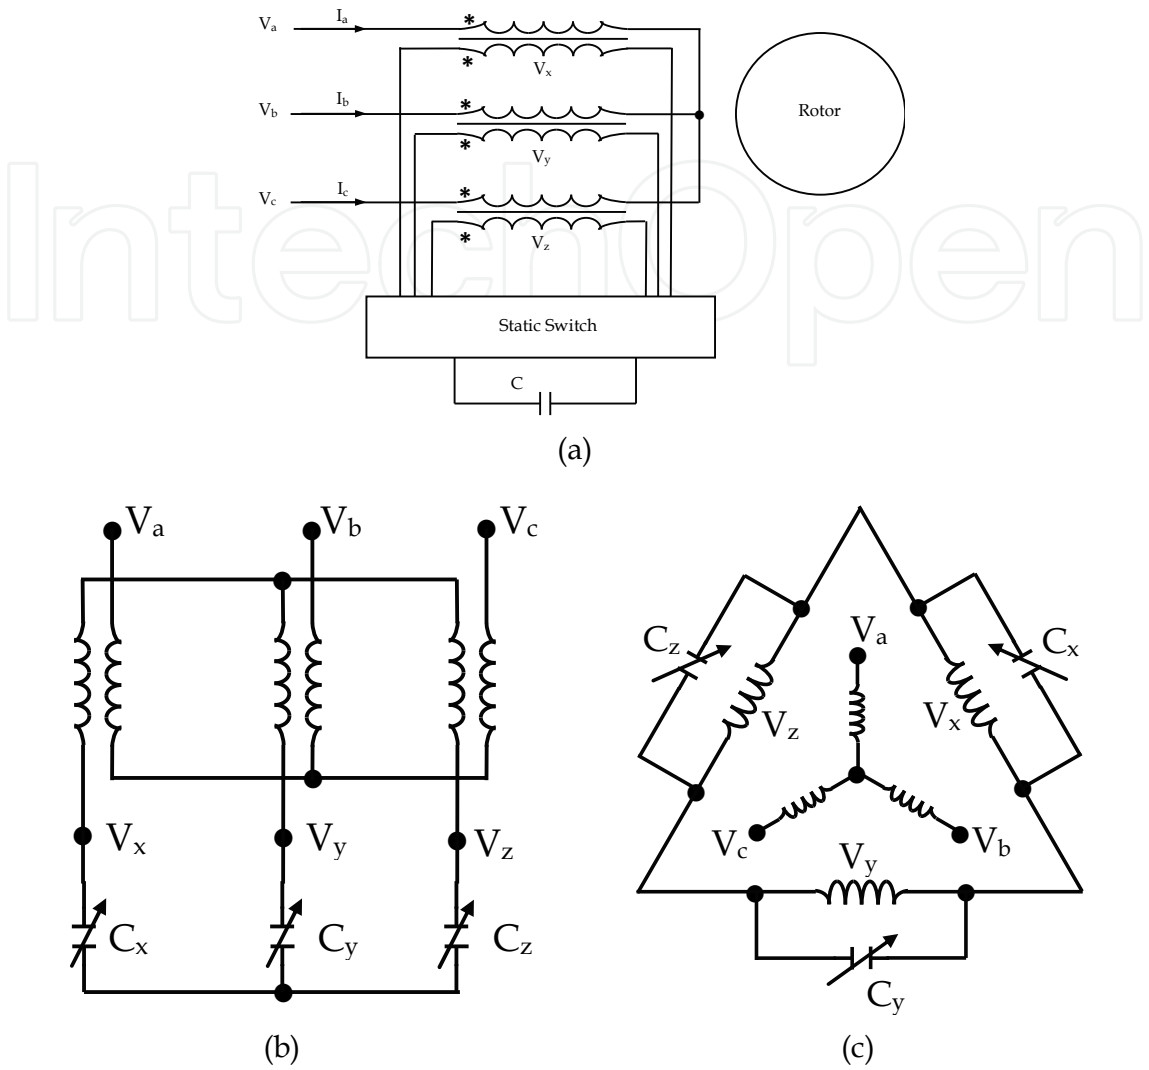 Va Ia * * Vx
Vb Ib * * Vy
Vc Ic * * Vz
Rotor
Static Switch
C
(a)
Va Vb Vc
Vx Vy Vz
Cx Cy Cz
(b)
Cz Va Cx
Vz Vx
Vc Vb
Vy
Cy
(c)
IntechOpen